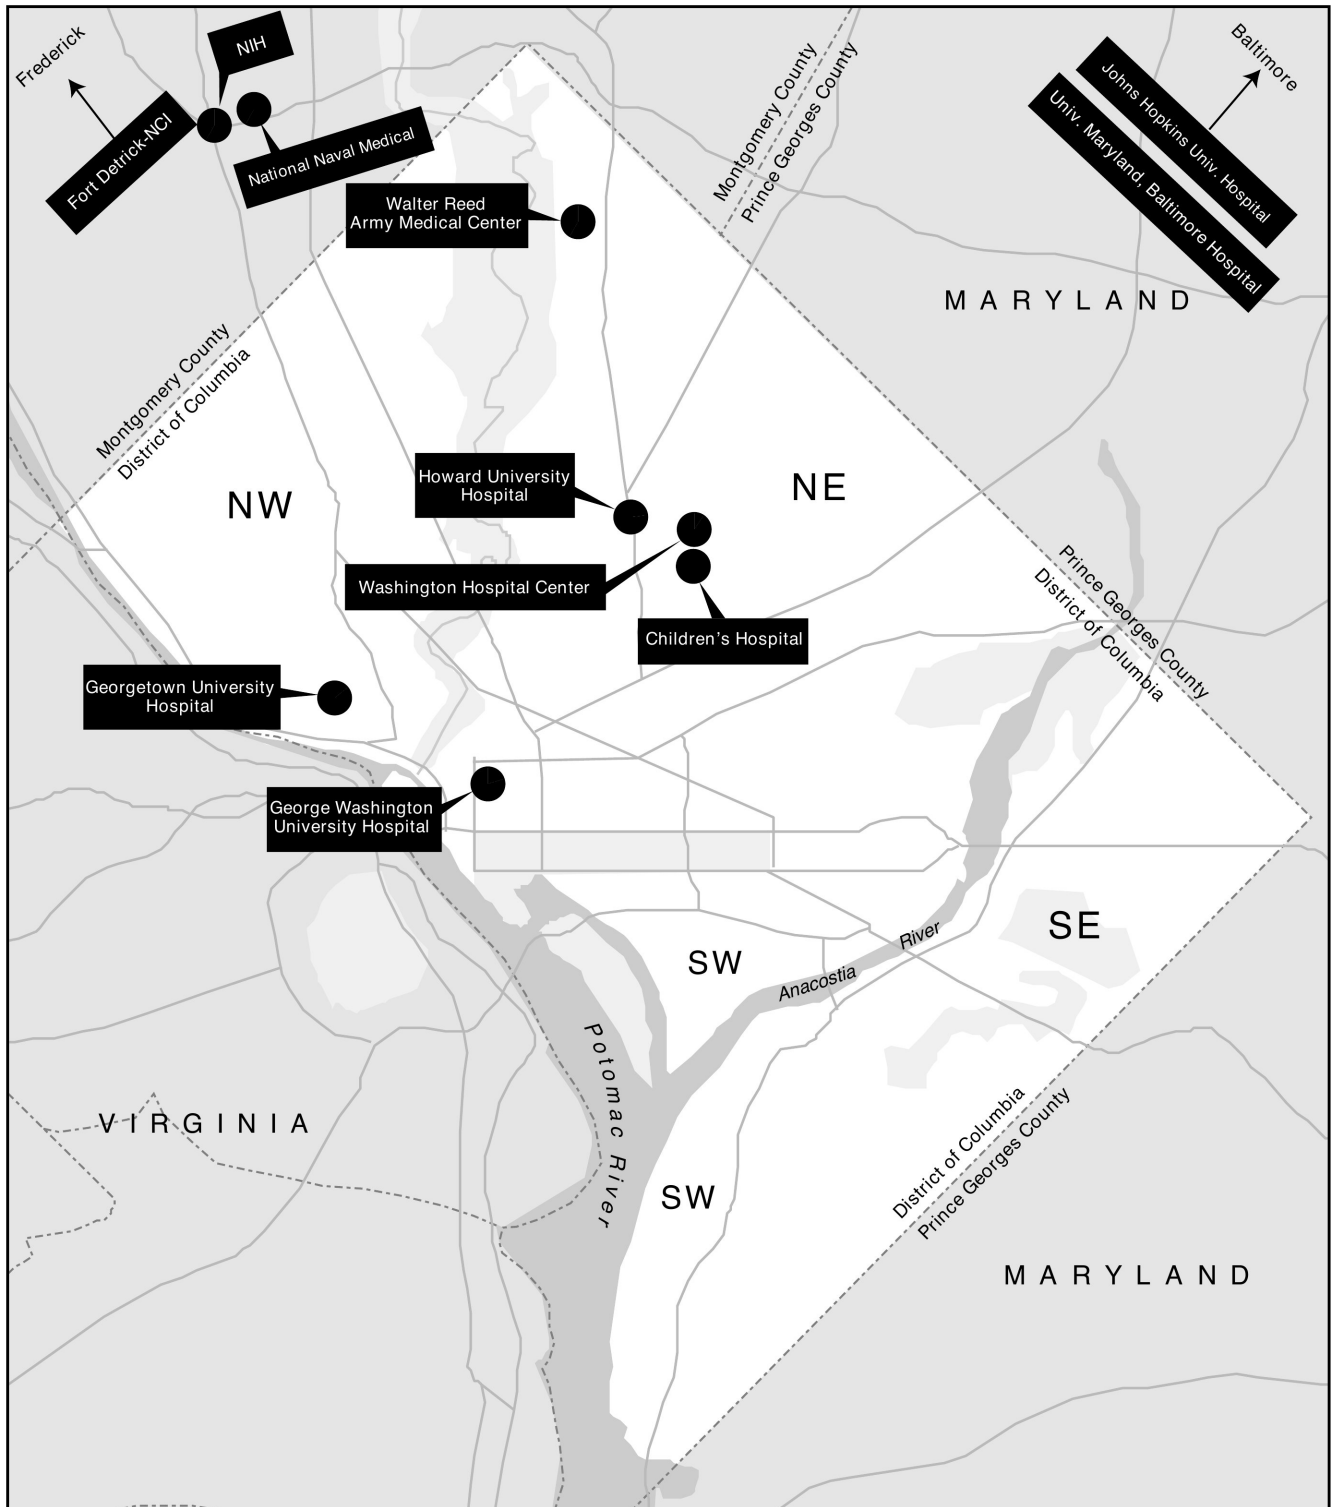 Frederick
NIH
Fort Detrick-NCI
National Naval Medical
Walter Reed
Army Medical Center
Montgomery County
Prince Georges County
Baltimore
Johns Hopkins Univ. Hospital
Univ. Maryland, Baltimore Hospital
MARYLAND
Montgomery County
District of Columbia
NW
Howard University
Hospital
NE
Washington Hospital Center
Children’s Hospital
Prince Georges County
District of Columbia
Georgetown University
Hospital
George Washington
University Hospital
SE
SW
Anacostia
River
Potomac River
VIRGINIA
SW
District of Columbia
Prince Georges County
MARYLAND